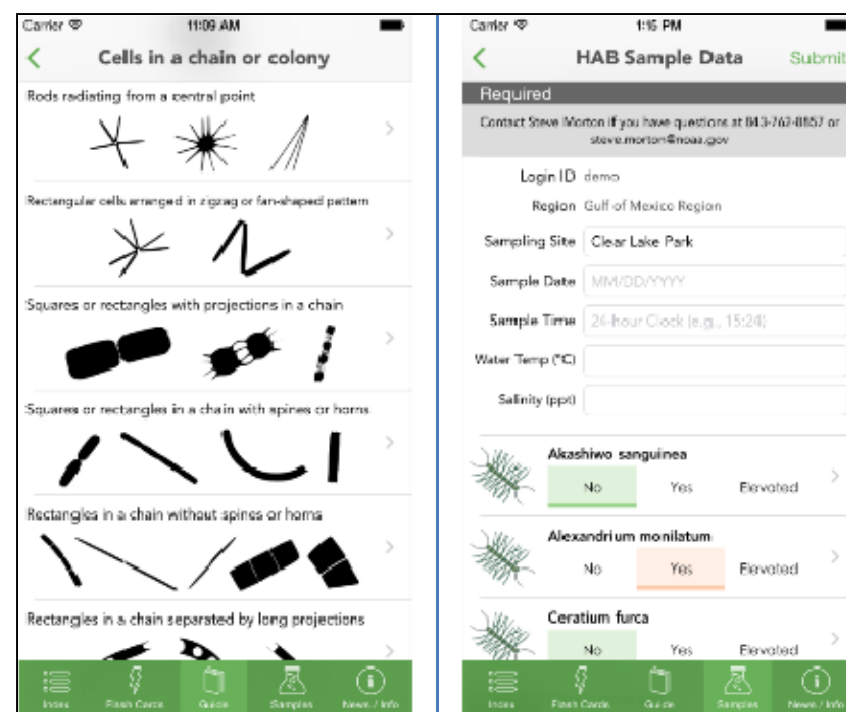 Carrier
11:09 AM
Cells in a chain or colony
Rods radiating from a central point
Rectangular cells arranged in zigzag or fan-shaped pattern
Squares or rectangles with projections in a chain
Squares or rectangles in a chain with spines or horns
Rectangles in a chain without spines or horns
Rectangles in a chain separated by long projections
Index Flash Cards Guide Samples News / Info
Carrier
1:15 PM
HAB Sample Data Submit
Required
Contact Steve Morton if you have questions at 843-762-8857 or
steve.morton@noaa.gov
Login ID demo
Region Gulf of Mexico Region
Sampling Site Clear Lake Park
Sample Date MM/DD/YYYY
Sample Time 24-hour Clock (e.g., 15:24)
Water Temp (°C)
Salinity (ppt)
Akashiwo sanguinea
No Yes Elevated
Alexandrium monilatum
No Yes Elevated
Ceratium furca
No Yes Elevated
Index Flash Cards Guide Samples News / Info